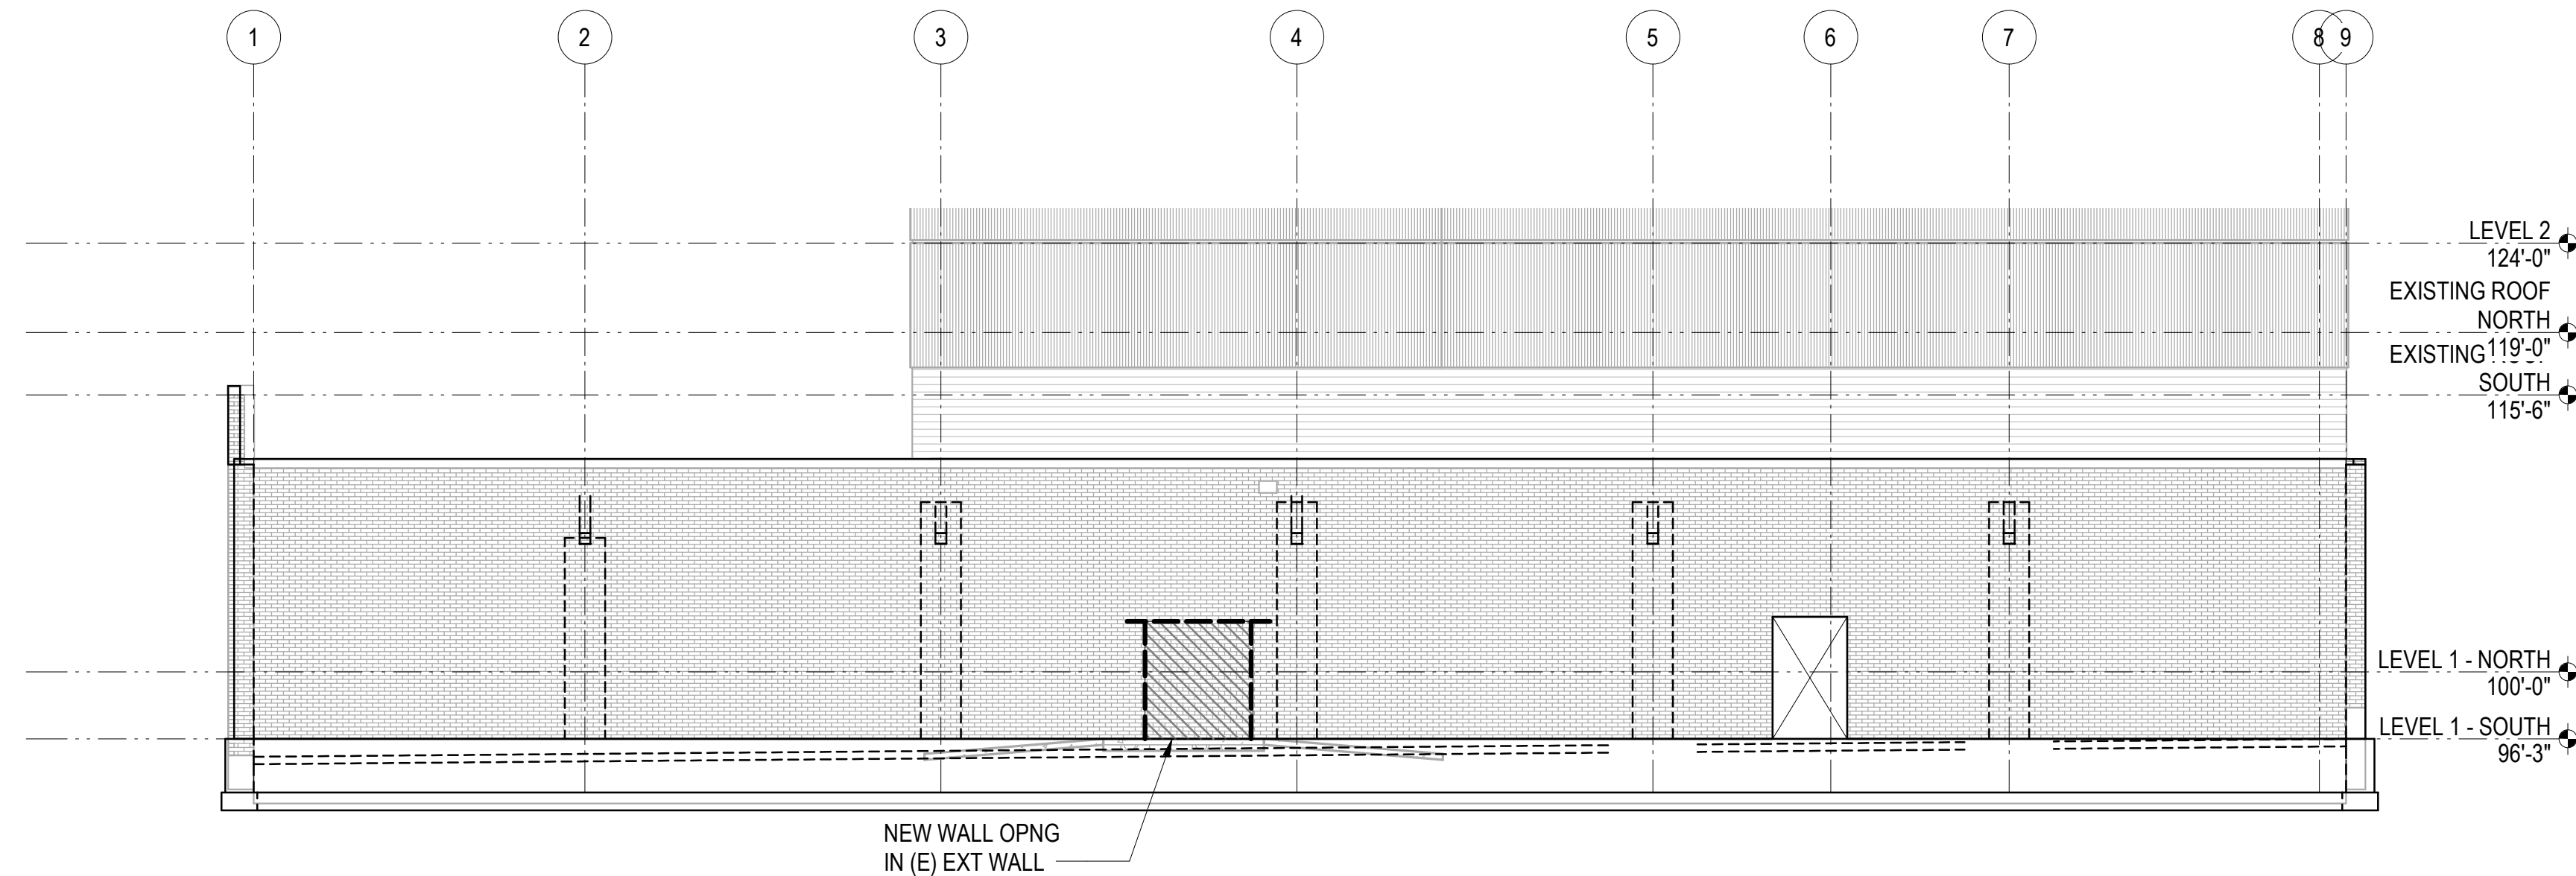 1
2
3
4
5
6
7
8
9
LEVEL 2
124'-0"
EXISTING ROOF
NORTH
119'-0"
EXISTING
SOUTH
115'-6"
LEVEL 1 - NORTH
100'-0"
LEVEL 1 - SOUTH
96'-3"
NEW WALL OPNG
IN (E) EXT WALL